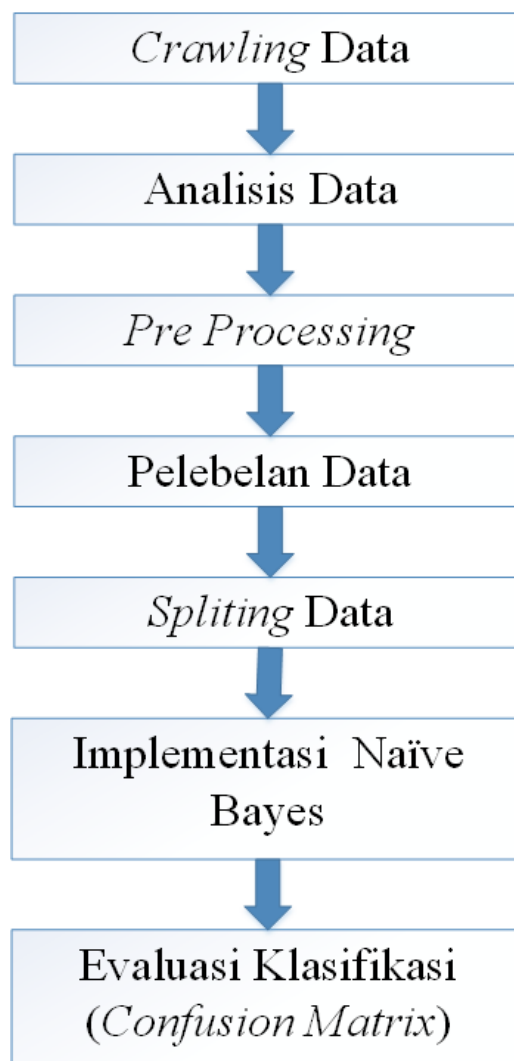 Crawling Data
Analisis Data
Pre Processing
Pelebelan Data
Spliting Data
Implementasi Naïve
Bayes
Evaluasi Klasifikasi
(Confusion Matrix)